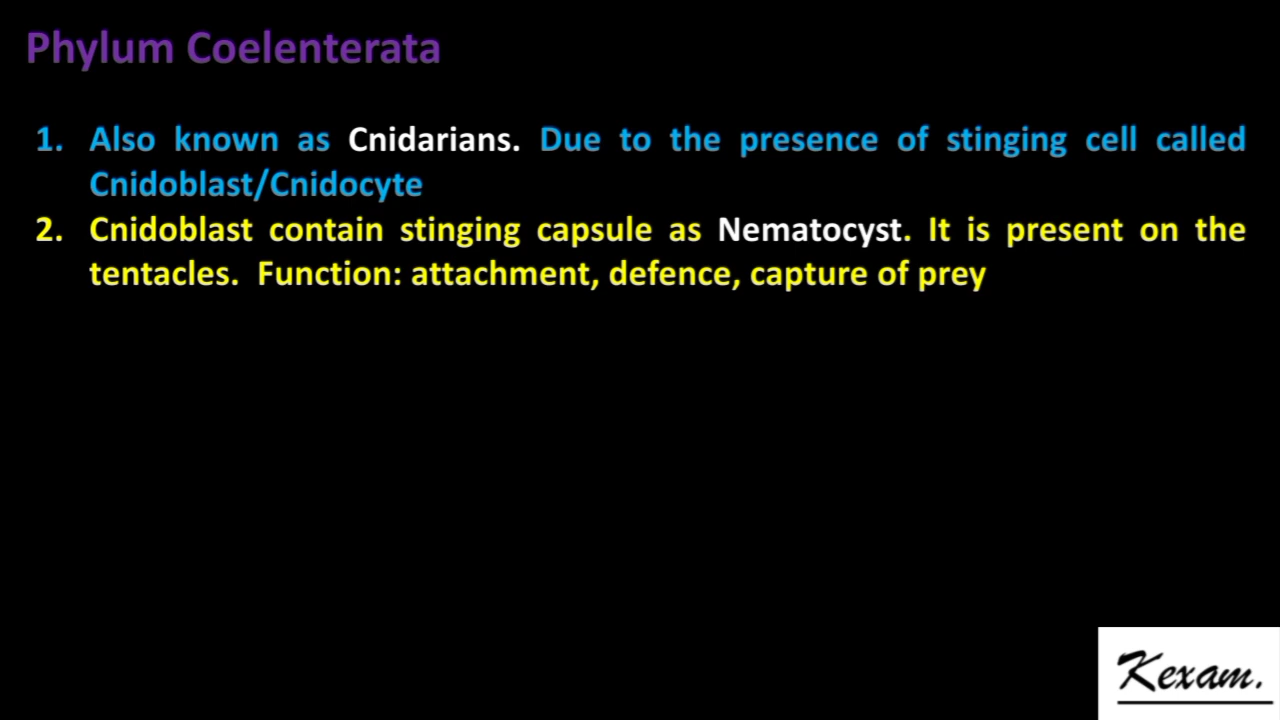 Phylum Coelenterata
1. Also known as Cnidarians. Due to the presence of stinging cell called
Cnidoblast/Cnidocyte
2. Cnidoblast contain stinging capsule as Nematocyst. It is present on the
tentacles. Function: attachment, defence, capture of prey
Kexam.